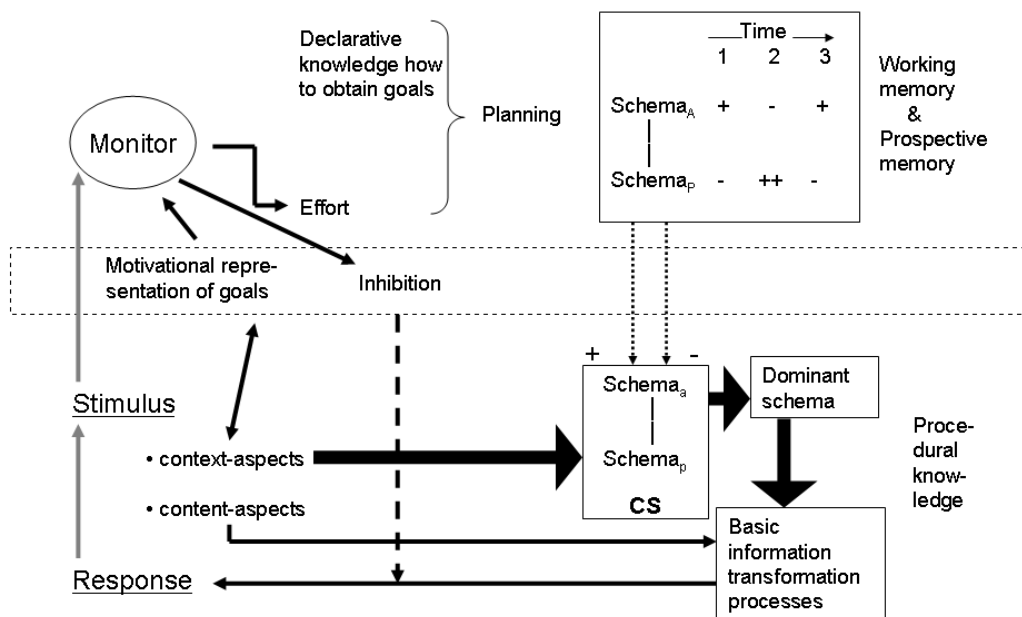 Declarative
knowledge how
to obtain goals
Planning
Time
1 2 3
Schema_A + - +
Schema_P - ++ -
Working
memory
&
Prospective
memory
Monitor
Effort
Motivational repre-
sentation of goals
Inhibition
+ -
Schema_a
Schema_p
CS
Dominant
schema
Proce-
dural
know-
ledge
Stimulus
• context-aspects
• content-aspects
Basic
information
transformation
processes
Response